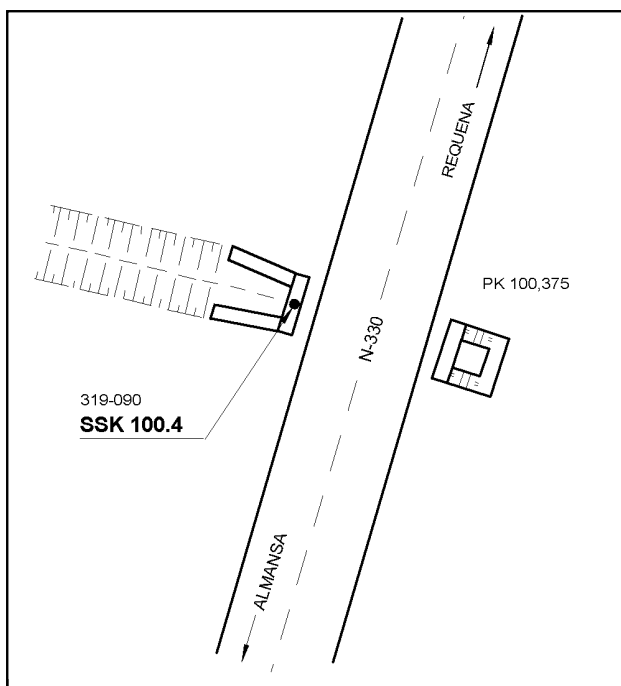 REQUENA
PK 100,375
N-330
319-090
SSK 100.4
ALMANSA